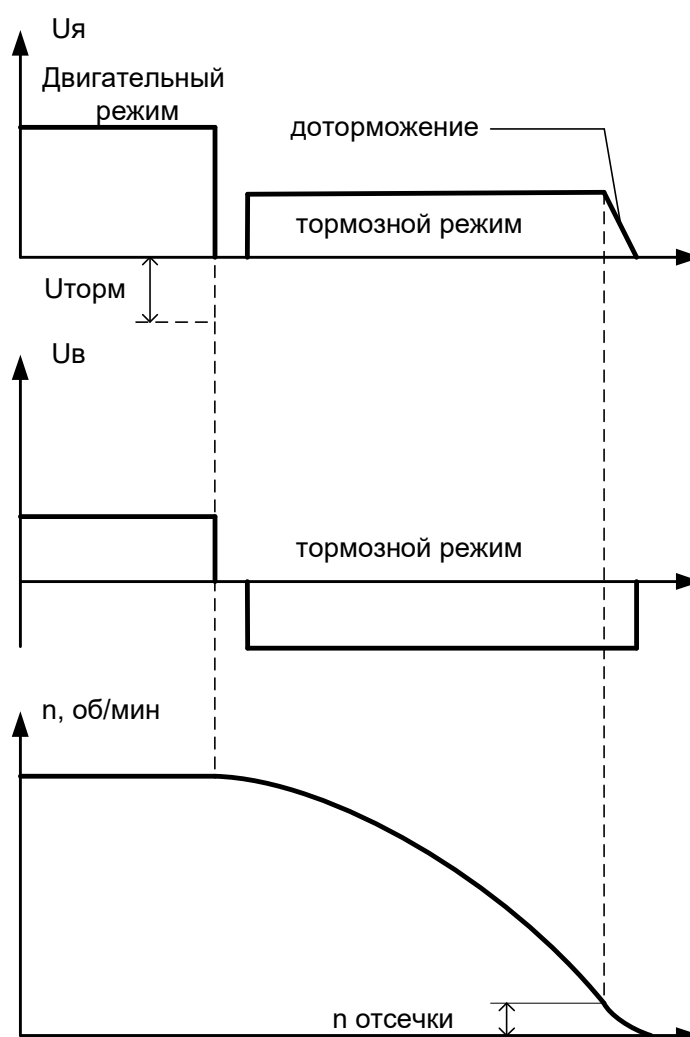 Uя
Двигательный
режим
доторможение
тормозной режим
Uторм
Uв
тормозной режим
n, об/мин
n отсечки